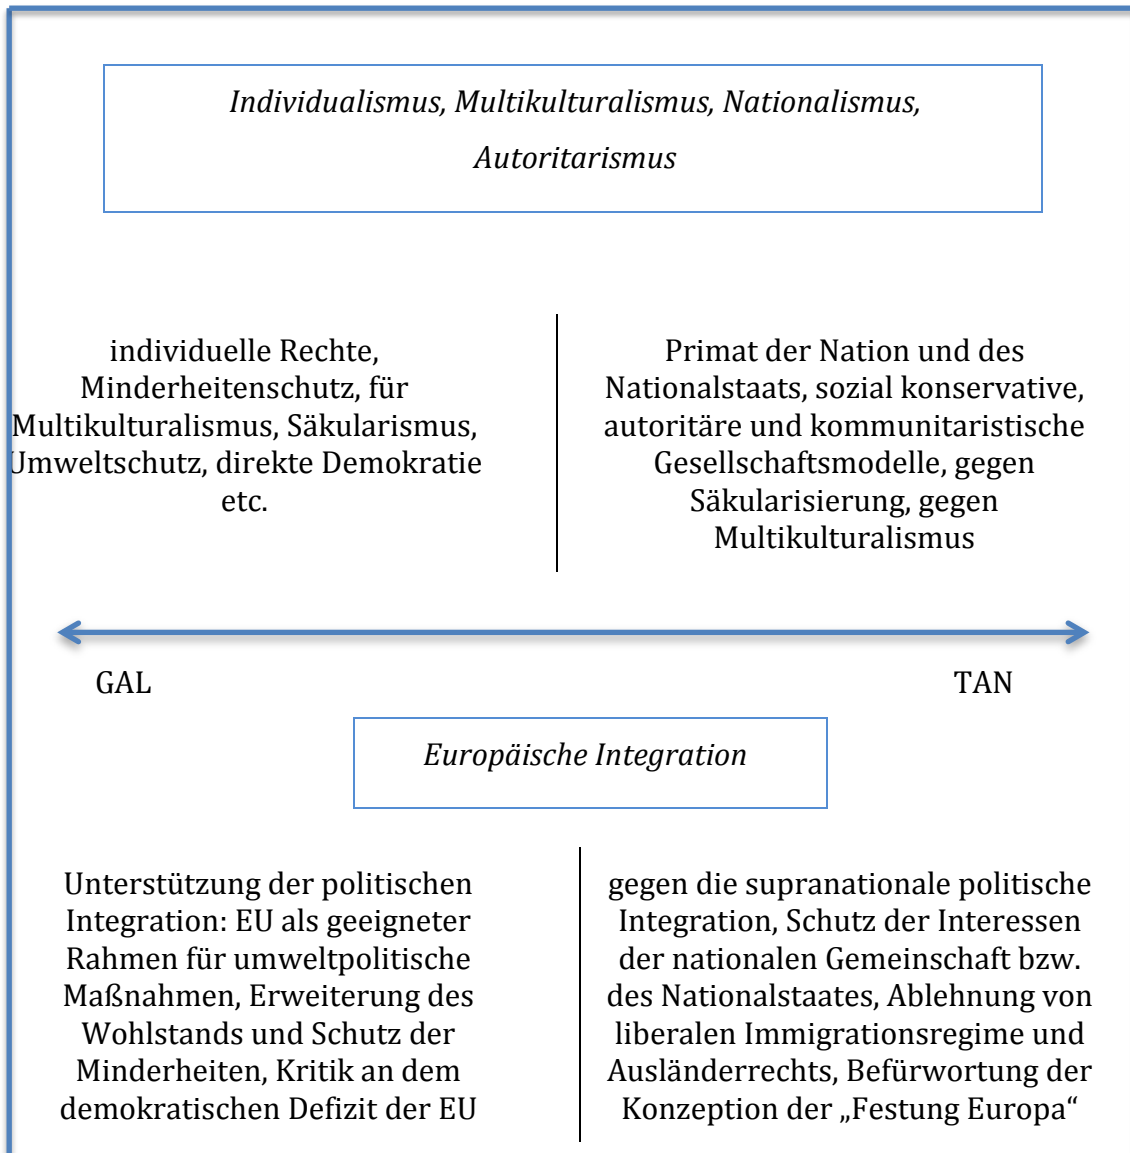 Individualismus, Multikulturalismus, Nationalismus,
Autoritarismus
individuelle Rechte,
Minderheitenschutz, für
Multikulturalismus, Säkularismus,
Umweltschutz, direkte Demokratie
etc.
Primat der Nation und des
Nationalstaats, sozial konservative,
autoritäre und kommunitaristische
Gesellschaftsmodelle, gegen
Säkularisierung, gegen
Multikulturalismus
GAL
TAN
Europäische Integration
Unterstützung der politischen
Integration: EU als geeigneter
Rahmen für umweltpolitische
Maßnahmen, Erweiterung des
Wohlstands und Schutz der
Minderheiten, Kritik an dem
demokratischen Defizit der EU
gegen die supranationale politische
Integration, Schutz der Interessen
der nationalen Gemeinschaft bzw.
des Nationalstaates, Ablehnung von
liberalen Immigrationsregime und
Ausländerrechts, Befürwortung der
Konzeption der „Festung Europa“